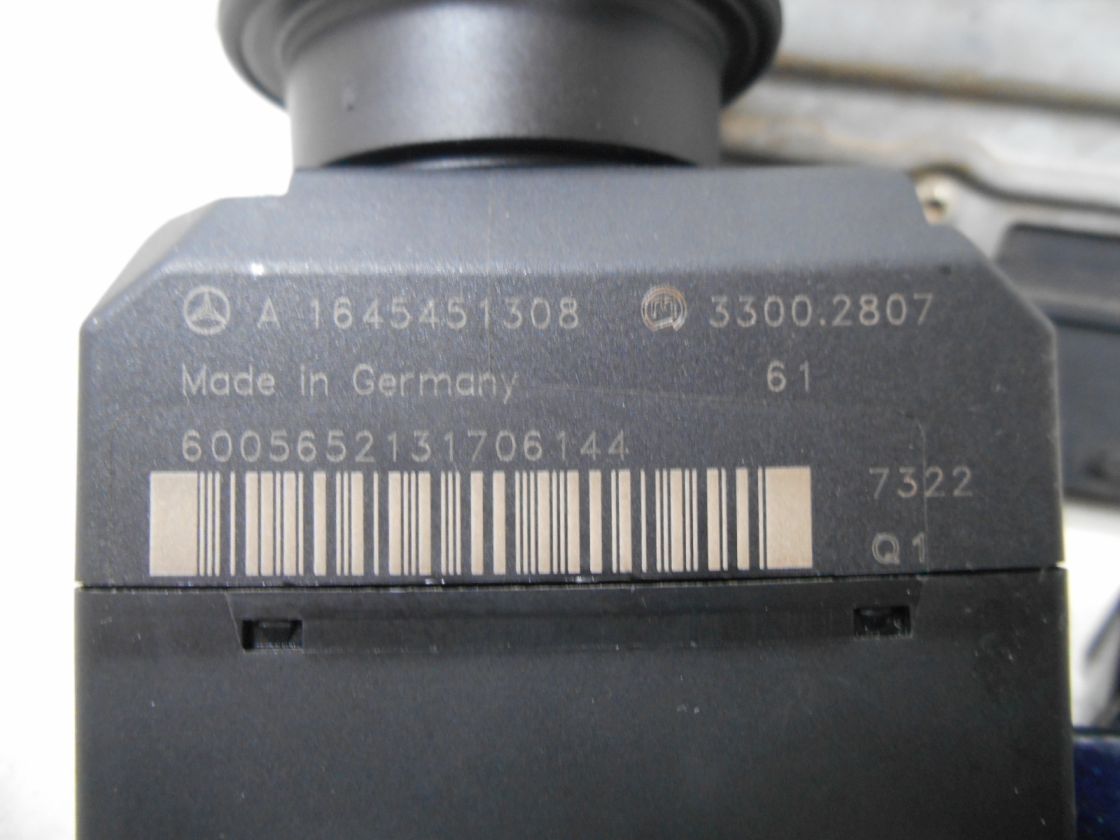 A 1645451308 3300.2807
Made in Germany 61
6005652131706144
7322
Q1